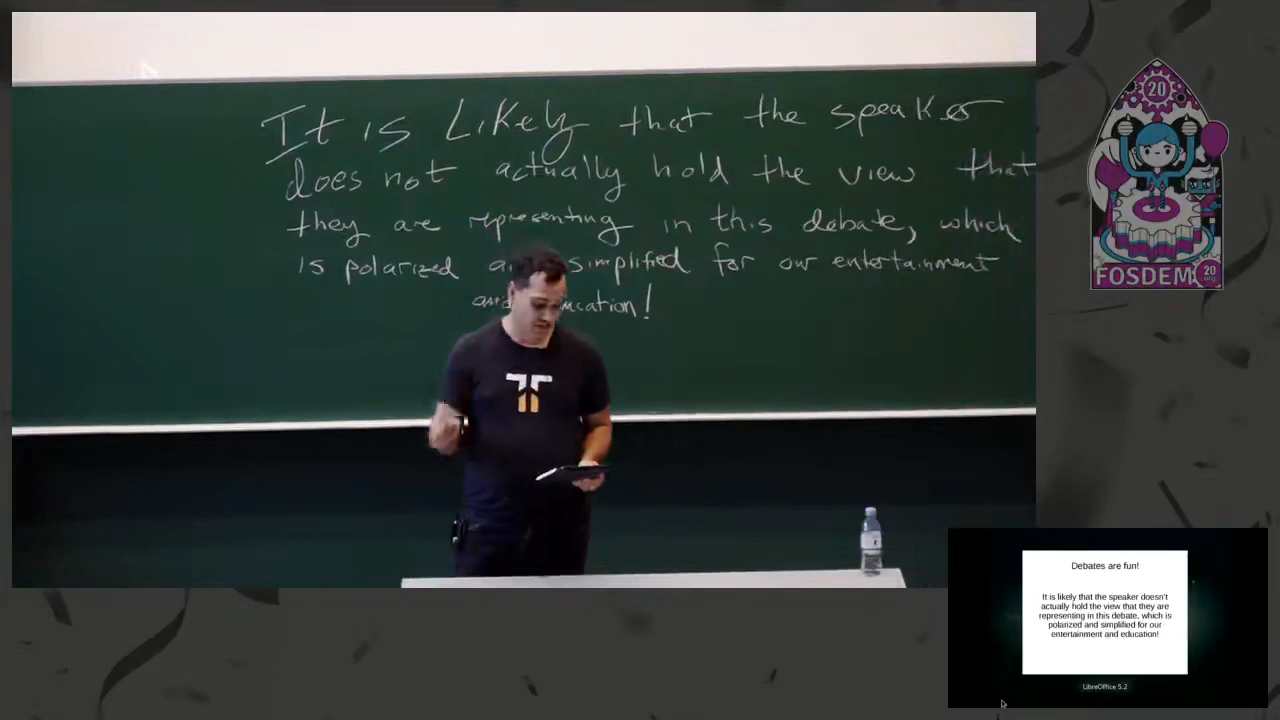 It is Likely that the speaker
does not actually hold the view that
they are representing in this debate, which
is polarized simplified for our entertainment
and !
20
FOSDEM
20
.org
Debates are fun!
It is likely that the speaker doesn't
actually hold the view that they are
representing in this debate, which is
polarized and simplified for our
entertainment and education!
LibreOffice 5.2